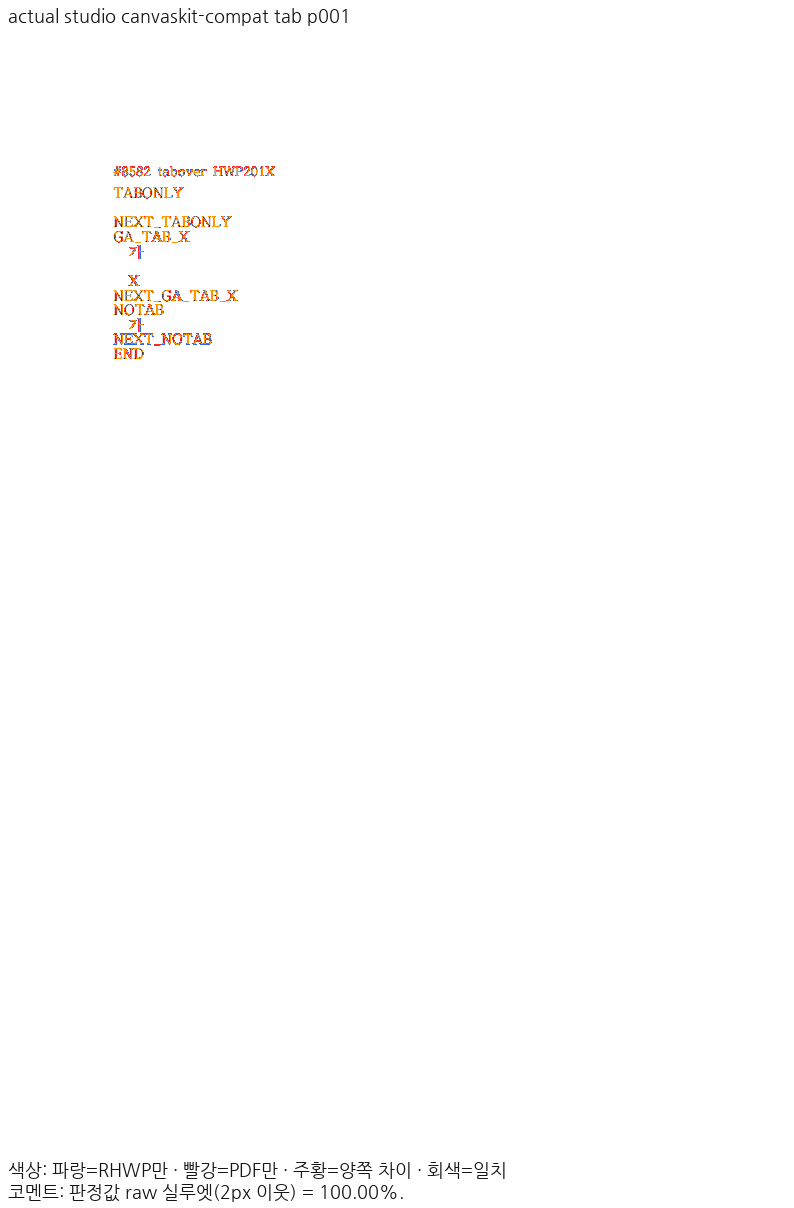 actual studio canvaskit-compat tab p001
#8582 tabover HWP201X
TABONLY
NEXT_TABONLY
GA_TAB_X
가
X
NEXT_GA_TAB_X
NOTAB
가
NEXT_NOTAB
END
색상: 파랑=RHWP만 · 빨강=PDF만 · 주황=양쪽 차이 · 회색=일치
코멘트: 판정값 raw 실루엣(2px 이웃) = 100.00%.